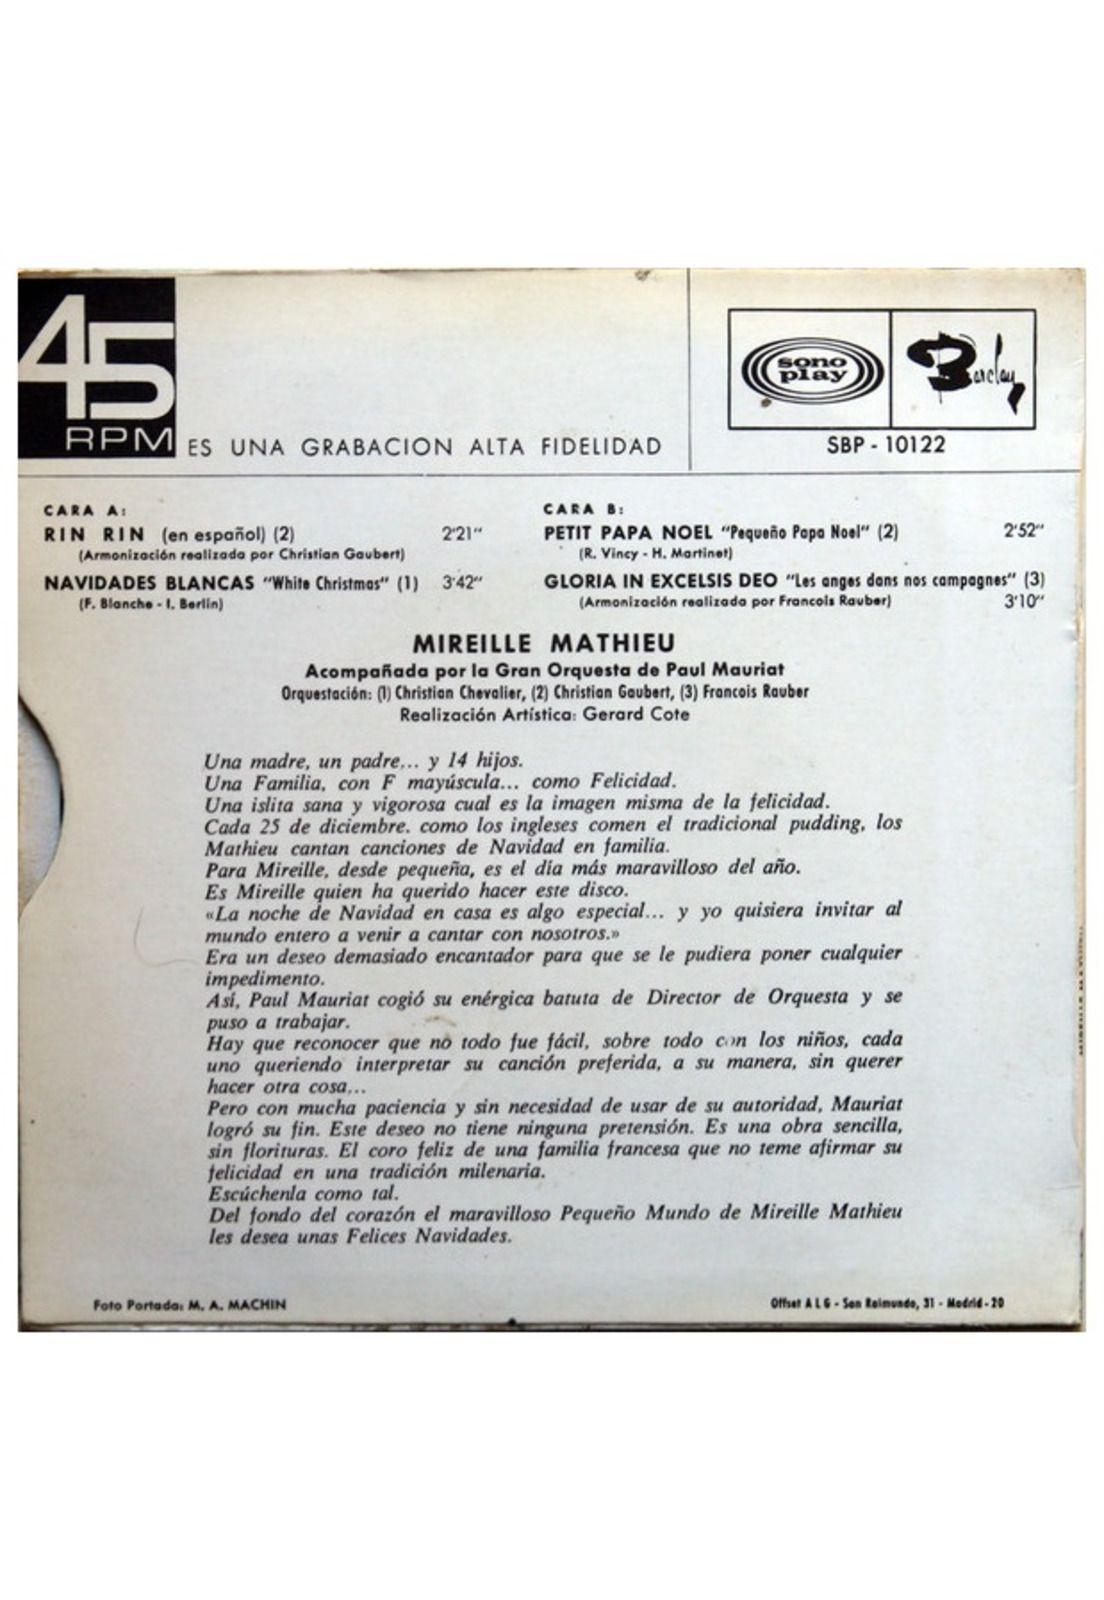 45
RPM
ES UNA GRABACION ALTA FIDELIDAD
sono
play
Barclay
SBP - 10122
CARA A:
RIN RIN (en español) (2) 2'21"
(Armonización realizada por Christian Gaubert)
NAVIDADES BLANCAS "White Christmas" (1) 3'42"
(F. Blanche - I. Berlín)
CARA B:
PETIT PAPA NOEL "Pequeño Papa Noel" (2) 2'52"
(R. Vincy - H. Martinet)
GLORIA IN EXCELSIS DEO "Les anges dans nos campagnes" (3)
(Armonización realizada por Francois Rauber) 3'10"
MIREILLE MATHIEU
Acompañada por la Gran Orquesta de Paul Mauriat
Orquestación: (1) Christian Chevalier, (2) Christian Gaubert, (3) Francois Rauber
Realización Artística: Gerard Cote
Una madre, un padre... y 14 hijos.
Una Familia, con F mayúscula... como Felicidad.
Una islita sana y vigorosa cual es la imagen misma de la felicidad.
Cada 25 de diciembre. como los ingleses comen el tradicional pudding, los
Mathieu cantan canciones de Navidad en familia.
Para Mireille, desde pequeña, es el día más maravilloso del año.
Es Mireille quien ha querido hacer este disco.
«La noche de Navidad en casa es algo especial... y yo quisiera invitar al
mundo entero a venir a cantar con nosotros.»
Era un deseo demasiado encantador para que se le pudiera poner cualquier
impedimento.
Así, Paul Mauriat cogió su enérgica batuta de Director de Orquesta y se
puso a trabajar.
Hay que reconocer que no todo fue fácil, sobre todo con los niños, cada
uno queriendo interpretar su canción preferida, a su manera, sin querer
hacer otra cosa...
Pero con mucha paciencia y sin necesidad de usar de su autoridad, Mauriat
logró su fin. Este deseo no tiene ninguna pretensión. Es una obra sencilla,
sin florituras. El coro feliz de una familia francesa que no teme afirmar su
felicidad en una tradición milenaria.
Escúchenla como tal.
Del fondo del corazón el maravilloso Pequeño Mundo de Mireille Mathieu
les desea unas Felices Navidades.
Foto Portada: M. A. MACHIN
Offset A L G - San Raimundo, 31 - Madrid - 20